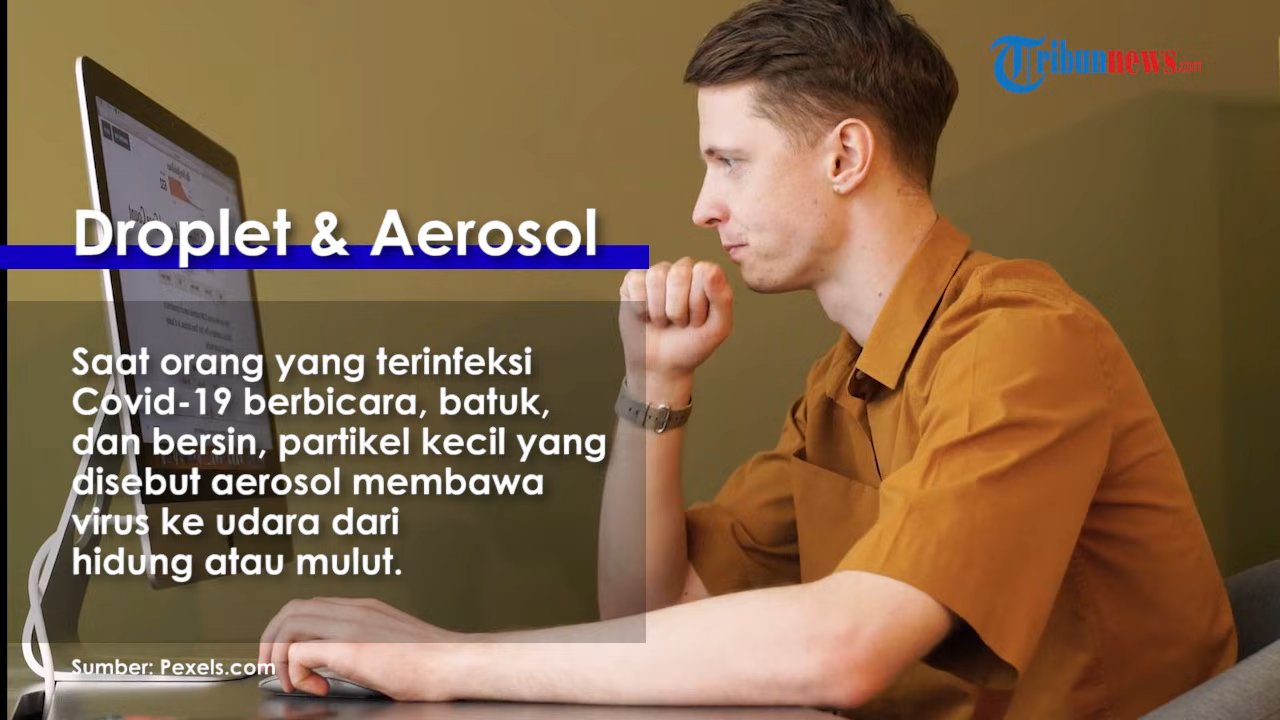 Tribunnews.com
Droplet & Aerosol
Saat orang yang terinfeksi
Covid-19 berbicara, batuk,
dan bersin, partikel kecil yang
disebut aerosol membawa
virus ke udara dari
hidung atau mulut.
Sumber: Pexels.com